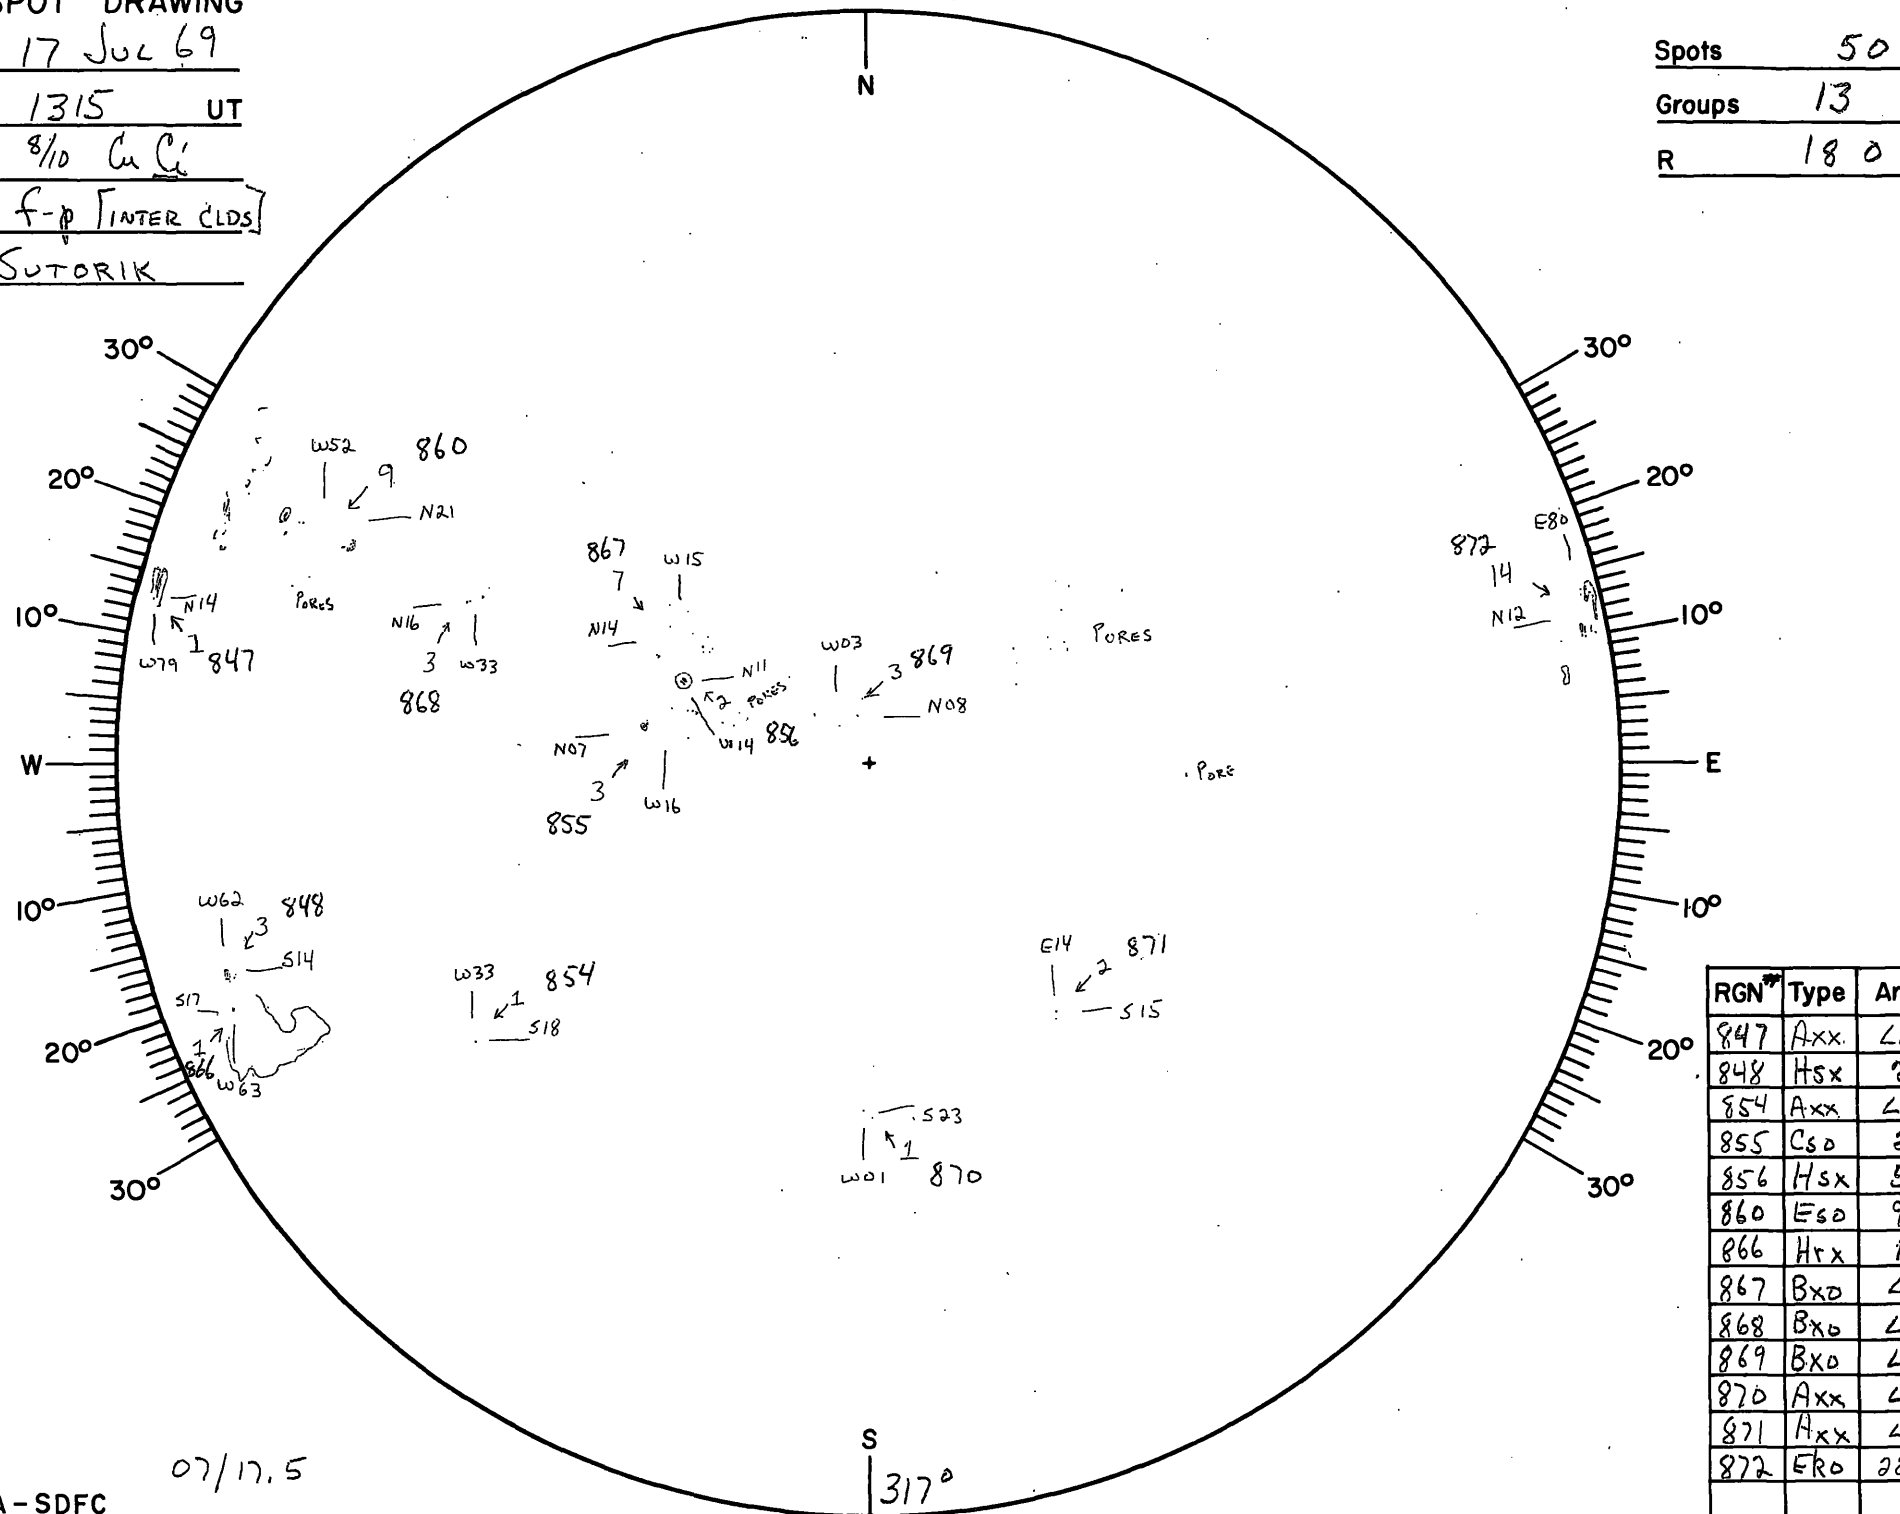 SPOT DRAWING
17 JUL 69
1315 UT
8/10 Cu Ci
f-p [INTER CLDS]
SUTORIK
Spots 50
Groups 13
R 180
N
30° 30°
W52 9 860
20° 20°
N21
E80
867 W15 872
7 14
N14 10° N16 PORES N14 N12 10°
1 3 W33 W03 PORES
W79 847 N11 3 869
868 2 PORES 8
N08
N07 W14 856
W E
3 W16 PORE
855
W62 3 848
10° 10°
S14 E14 2 871
W33 1 854
S17 S18 S15
20° 20°
1
866 W63
S23
1
30° W01 870 30°
RGN# Type Ar
847 Axx <
848 Hsx
854 Axx <
855 Cso
856 Hsx
860 Eso 9
866 Hrx
867 Bxo <
868 Bxo <
869 Bxo <
870 Axx <
871 Axx <
872 Eko
S
317°
07/17.5
A-SDFC